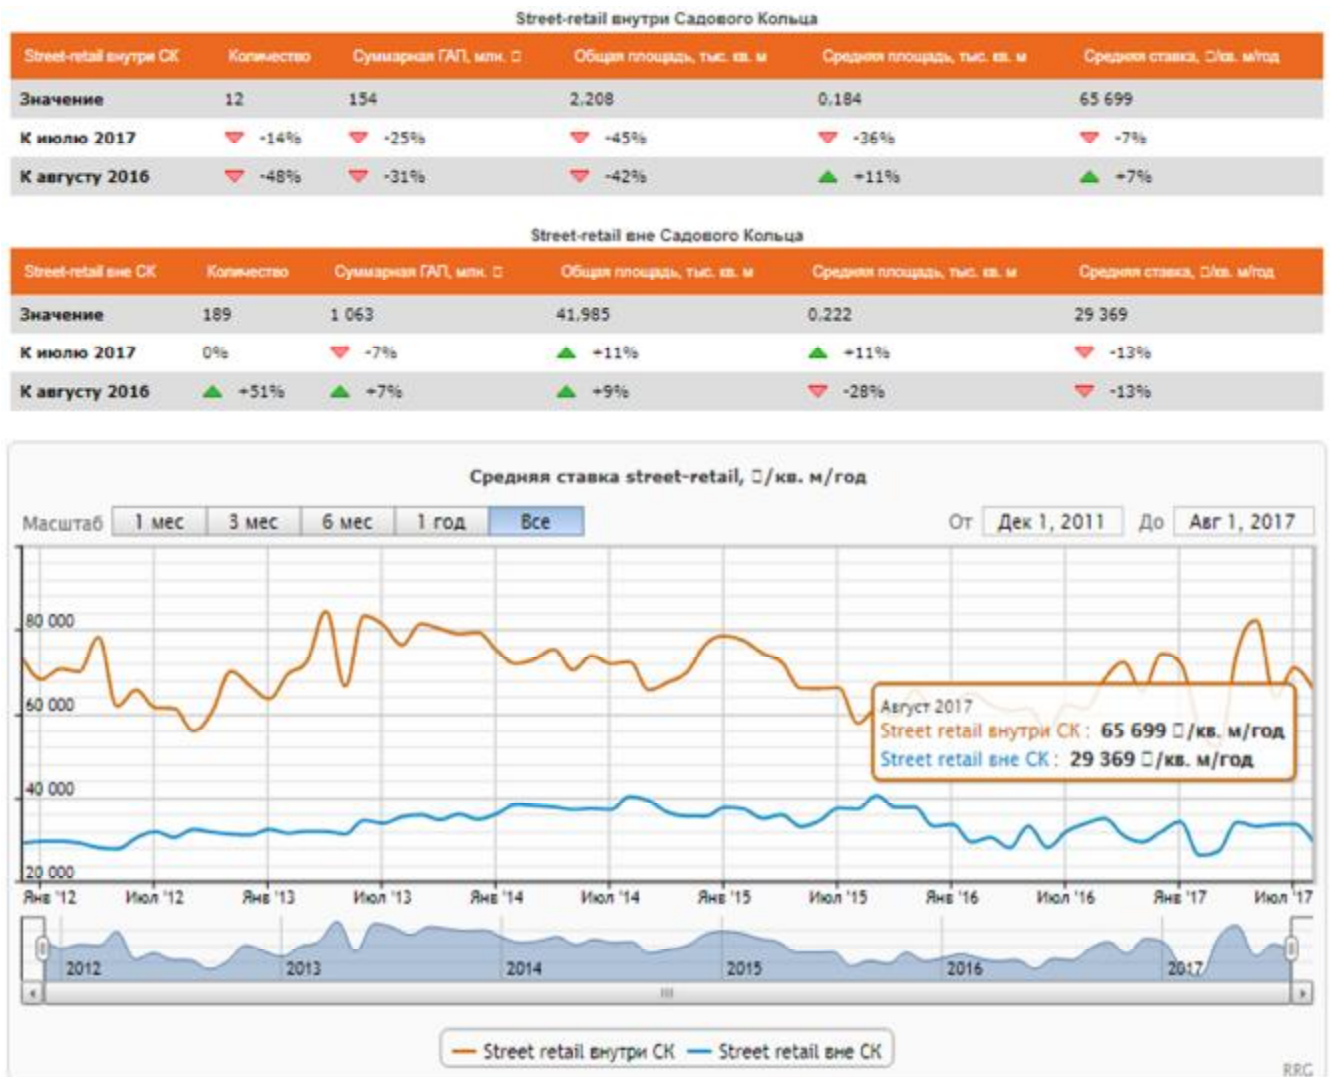 Street-retail внутри Садового Кольца
Street-retail внутри СК Количество Суммарная ГАП, млн. □ Общая площадь, тыс. кв. м Средняя площадь, тыс. кв. м Средняя ставка, □/кв. м/год
Значение 12 154 2,208 0,184 65 699
К июлю 2017 -14% -25% -45% -36% -7%
К августу 2016 -48% -31% -42% +11% +7%
Street-retail вне Садового Кольца
Street-retail вне СК Количество Суммарная ГАП, млн. □ Общая площадь, тыс. кв. м Средняя площадь, тыс. кв. м Средняя ставка, □/кв. м/год
Значение 189 1 063 41,985 0,222 29 369
К июлю 2017 0% -7% +11% +11% -13%
К августу 2016 +51% +7% +9% -28% -13%
Средняя ставка street-retail, □/кв. м/год
Масштаб 1 мес 3 мес 6 мес 1 год Все От Дек 1, 2011 До Авг 1, 2017
80 000
60 000
Август 2017
Street retail внутри СК : 65 699 □/кв. м/год
Street retail вне СК : 29 369 □/кв. м/год
40 000
20 000
Янв '12 Июл '12 Янв '13 Июл '13 Янв '14 Июл '14 Янв '15 Июл '15 Янв '16 Июл '16 Янв '17 Июл '17
2012 2013 2014 2015 2016 2017
Street retail внутри СК Street retail вне СК
RRG